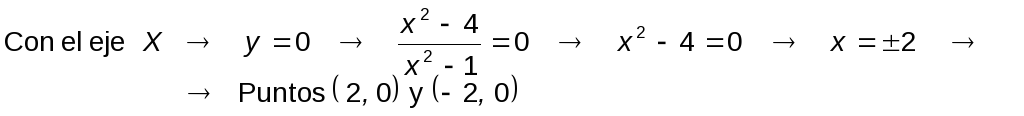 Con el eje X → y = 0 → x² - 4 / x² - 1 = 0 → x² - 4 = 0 → x = ±2 →
→ Puntos (2, 0) y (- 2, 0)